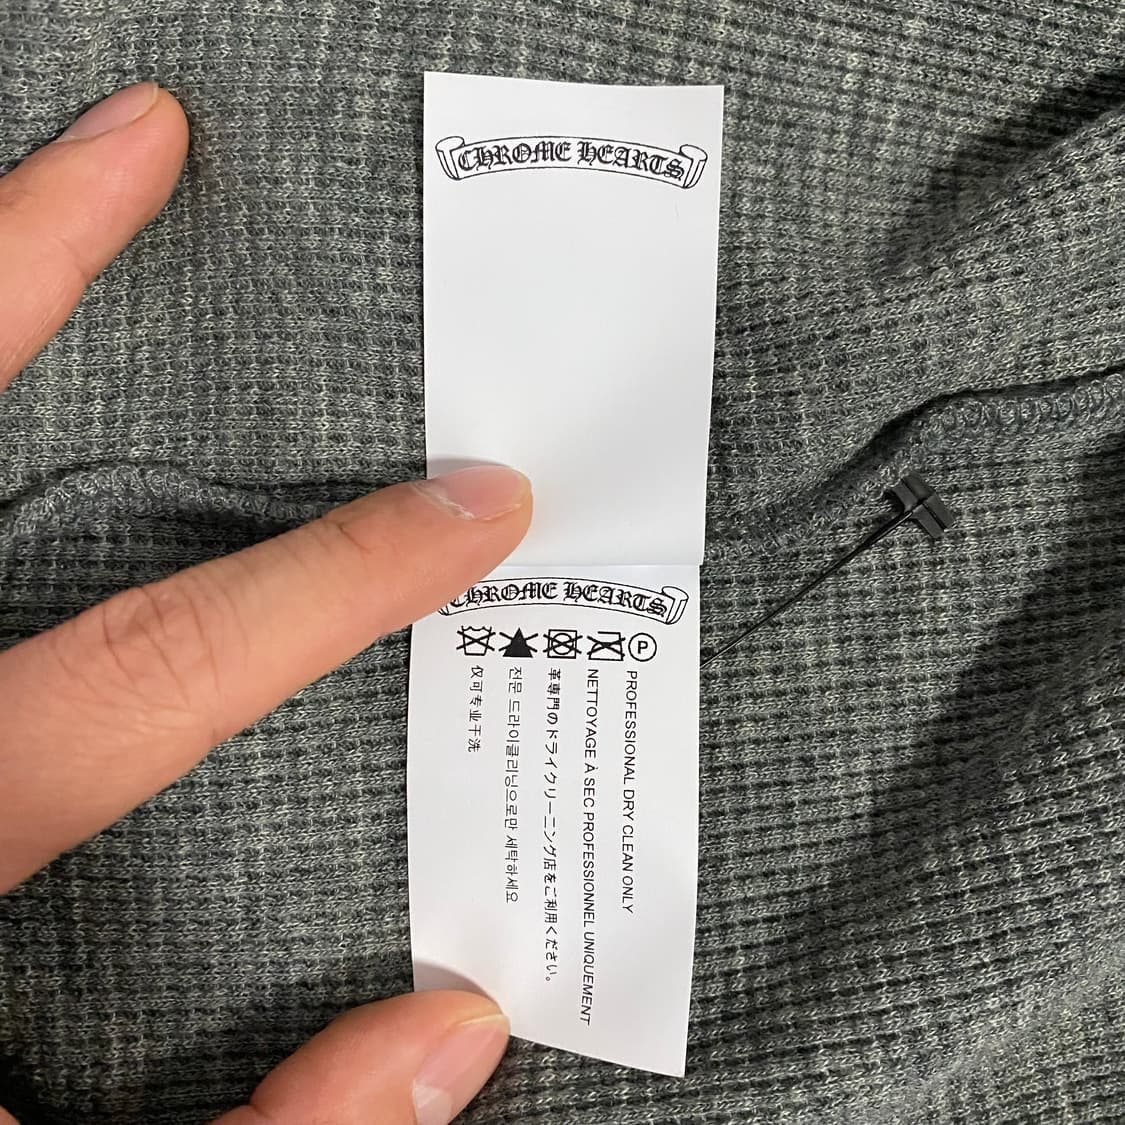 CHROME HEARTS
CHROME HEARTS
P
PROFESSIONAL DRY CLEAN ONLY
NETTOYAGE À SEC PROFESSIONNEL UNIQUEMENT
革専門のドライクリーニング店をご利用ください。
전문 드라이클리닝으로만 세탁하세요
仅可专业干洗